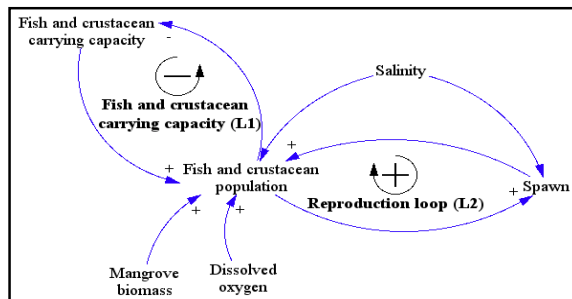 Fish and crustacean
carrying capacity
-
Salinity
Fish and crustacean
carrying capacity (L1)
+
+
Fish and crustacean
population
+
Spawn
Reproduction loop (L2)
+
+
Mangrove
biomass
Dissolved
oxygen